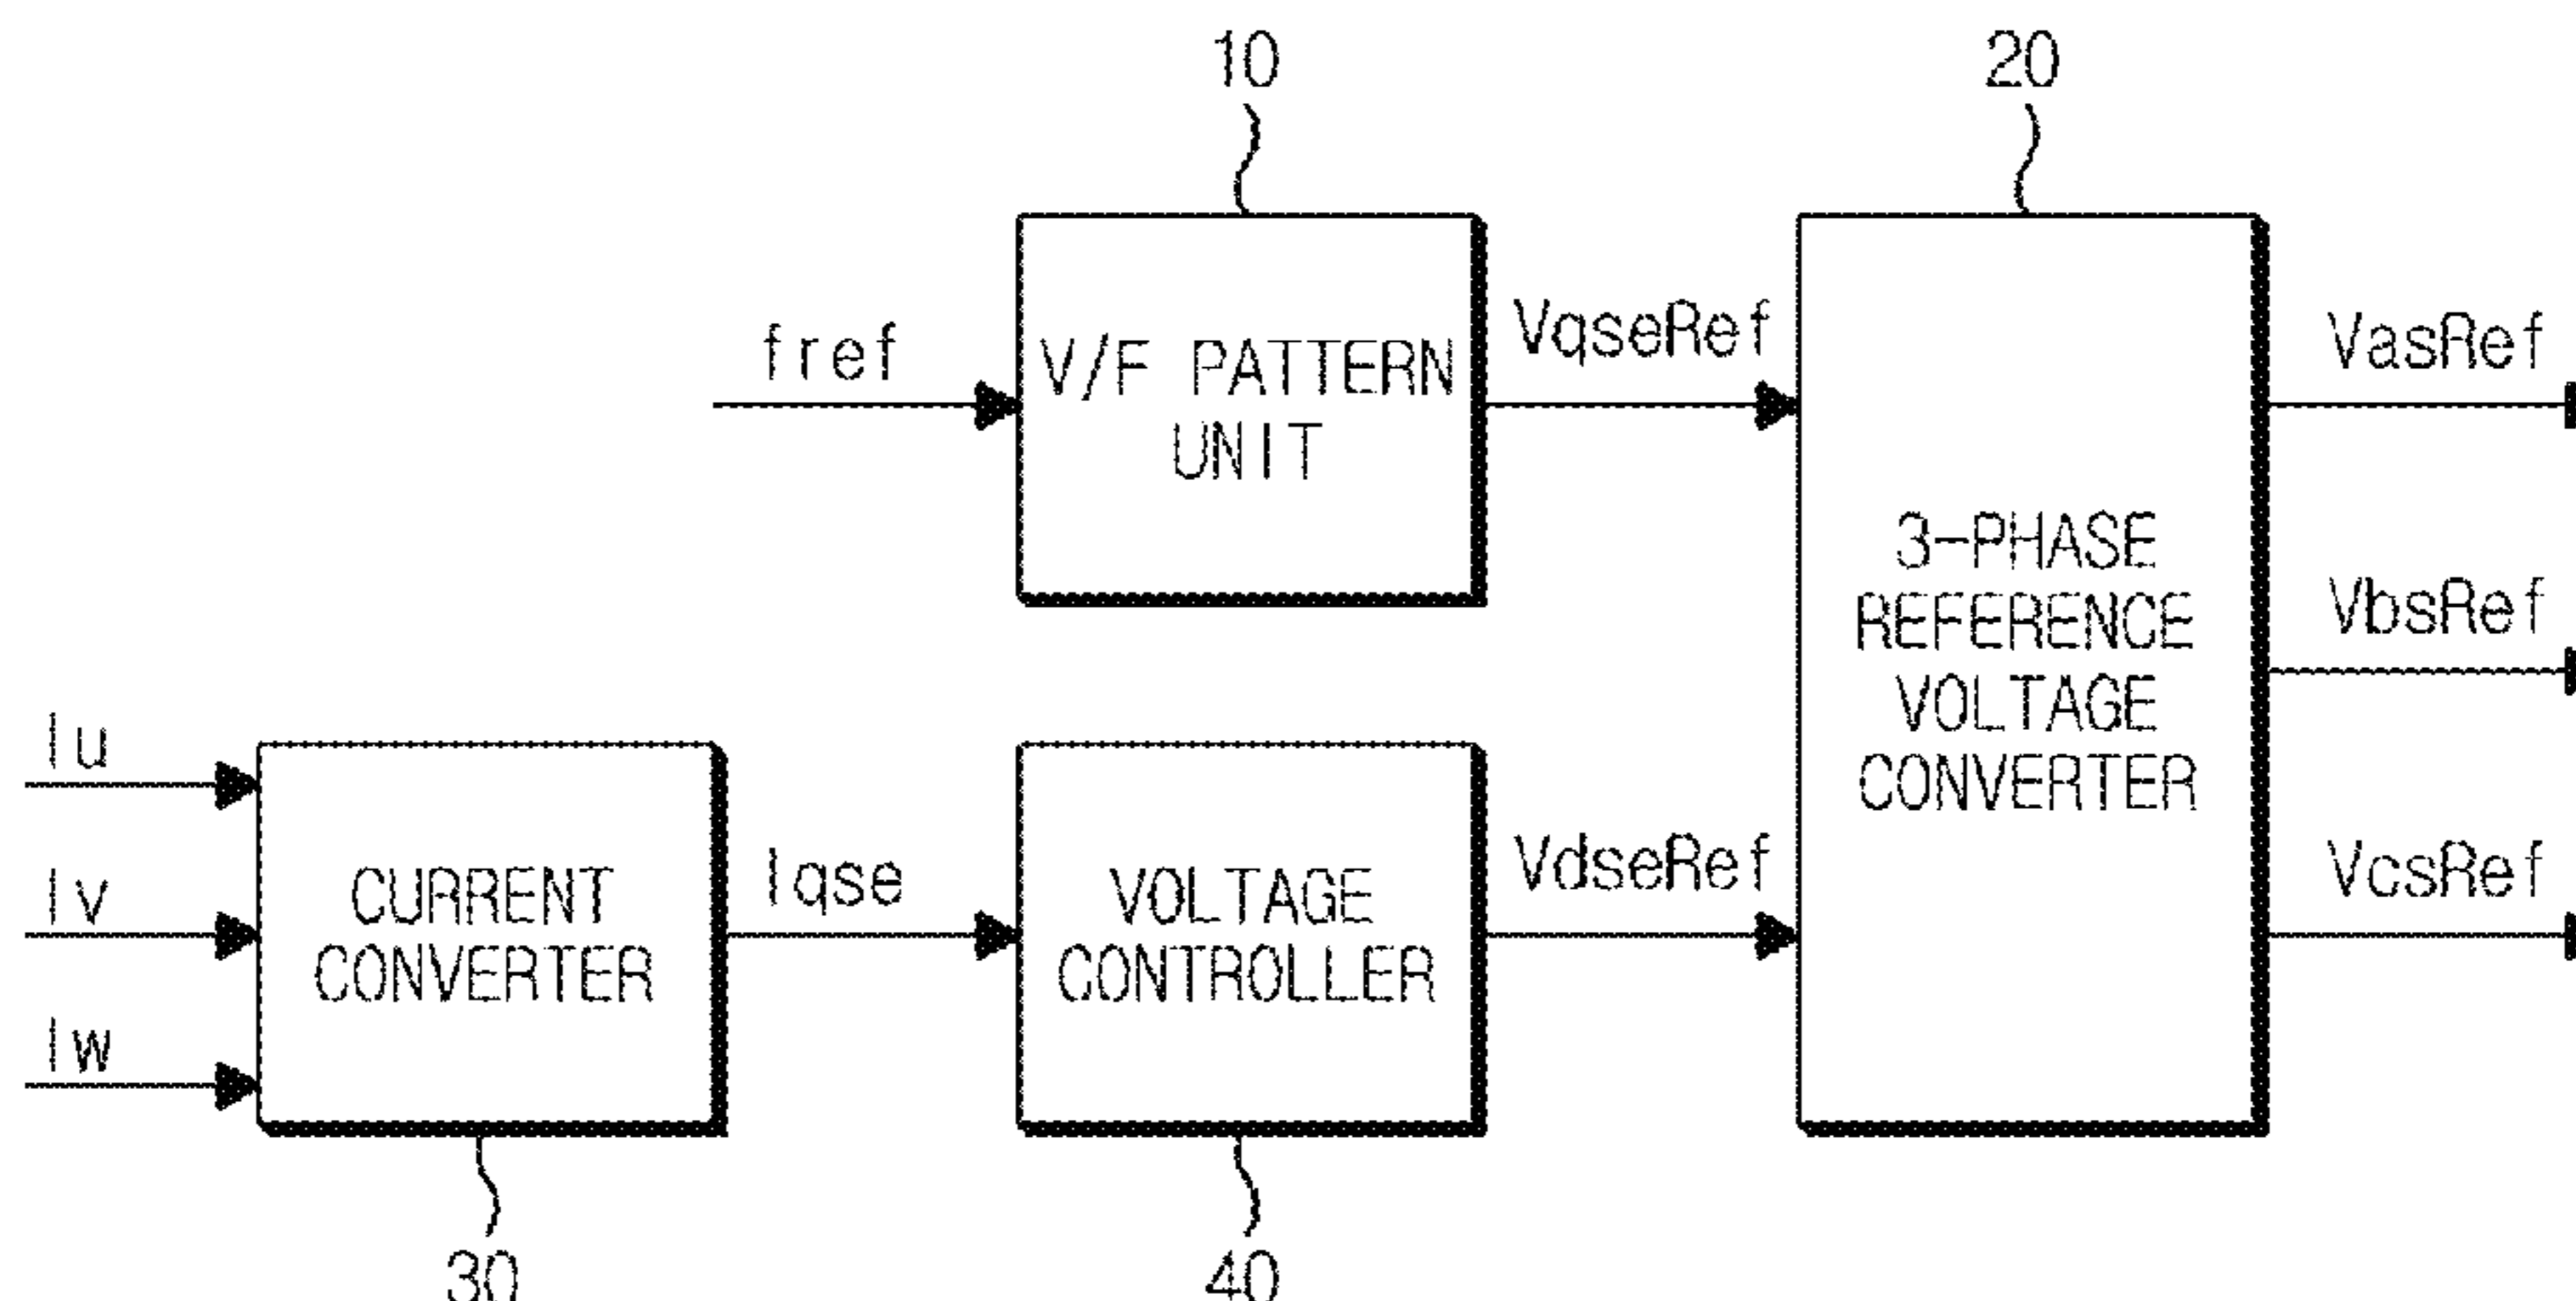 10
20
fref
V/F PATTERN
UNIT
VqseRef
VasRef
3-PHASE
REFERENCE
VOLTAGE
CONVERTER
VbsRef
Iu
Iv
Iw
CURRENT
CONVERTER
Iqse
VOLTAGE
CONTROLLER
VdseRef
VcsRef
30
40